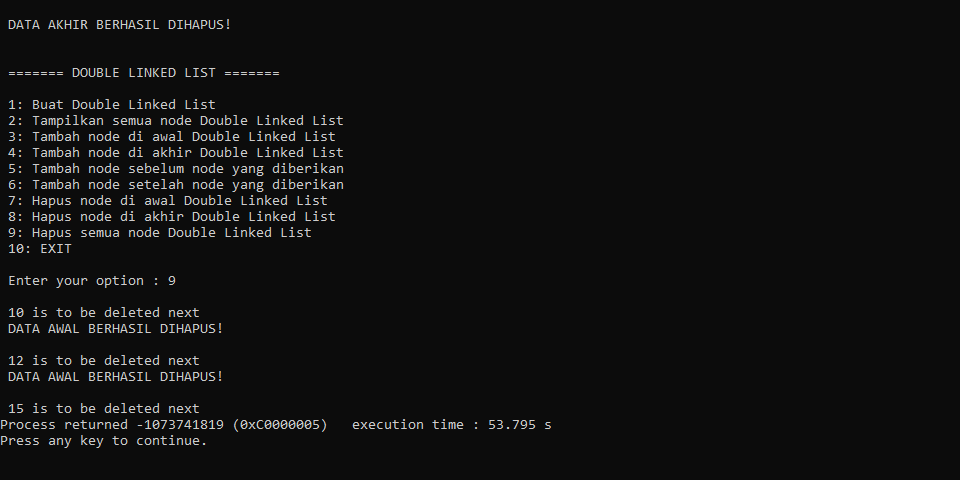 DATA AKHIR BERHASIL DIHAPUS!
======= DOUBLE LINKED LIST =======
1: Buat Double Linked List
2: Tampilkan semua node Double Linked List
3: Tambah node di awal Double Linked List
4: Tambah node di akhir Double Linked List
5: Tambah node sebelum node yang diberikan
6: Tambah node setelah node yang diberikan
7: Hapus node di awal Double Linked List
8: Hapus node di akhir Double Linked List
9: Hapus semua node Double Linked List
10: EXIT
Enter your option : 9
10 is to be deleted next
DATA AWAL BERHASIL DIHAPUS!
12 is to be deleted next
DATA AWAL BERHASIL DIHAPUS!
15 is to be deleted next
Process returned -1073741819 (0xC0000005)   execution time : 53.795 s
Press any key to continue.